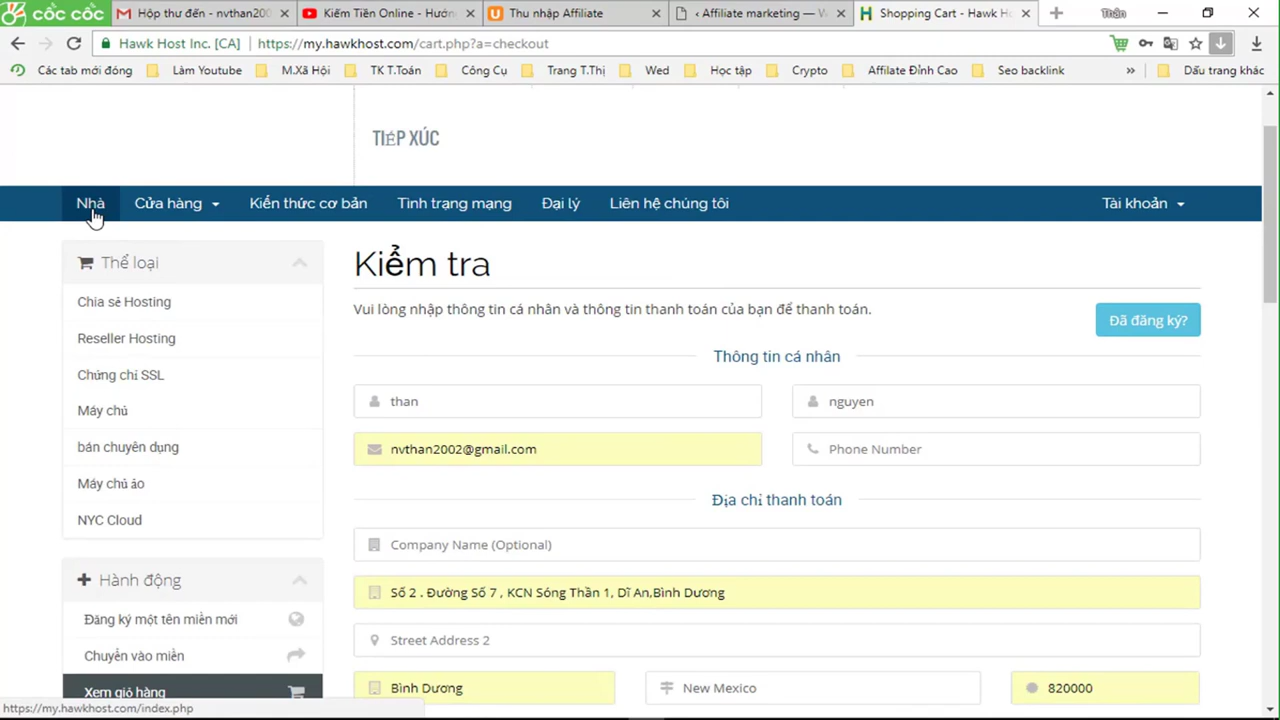 cốc cốc
Hộp thư đến - nvthan200
Kiếm Tiền Online - Hướn
Thu nhập Affiliate
‹ Affiliate marketing — W
Shopping Cart - Hawk Ho
Thân
Hawk Host Inc. [CA]
https://my.hawkhost.com/cart.php?a=checkout
Các tab mới đóng
Làm Youtube
M.Xã Hội
TK T.Toán
Công Cụ
Trang T.Thị
Wed
Học tập
Crypto
Affilate Đỉnh Cao
Seo backlink
»
Dấu trang khác
TIẾP XÚC
Nhà
Cửa hàng
Kiến thức cơ bản
Tình trạng mạng
Đại lý
Liên hệ chúng tôi
Tài khoản
Thể loại
Chia sẻ Hosting
Reseller Hosting
Chứng chỉ SSL
Máy chủ
bán chuyên dụng
Máy chủ ảo
NYC Cloud
Hành động
Đăng ký một tên miền mới
Chuyển vào miền
Xem giỏ hàng
Kiểm tra
Vui lòng nhập thông tin cá nhân và thông tin thanh toán của bạn để thanh toán.
Đã đăng ký?
Thông tin cá nhân
than
nguyen
nvthan2002@gmail.com
Phone Number
Địa chỉ thanh toán
Company Name (Optional)
Số 2 . Đường Số 7 , KCN Sóng Thần 1, Dĩ An,Bình Dương
Street Address 2
Bình Dương
New Mexico
820000
https://my.hawkhost.com/index.php